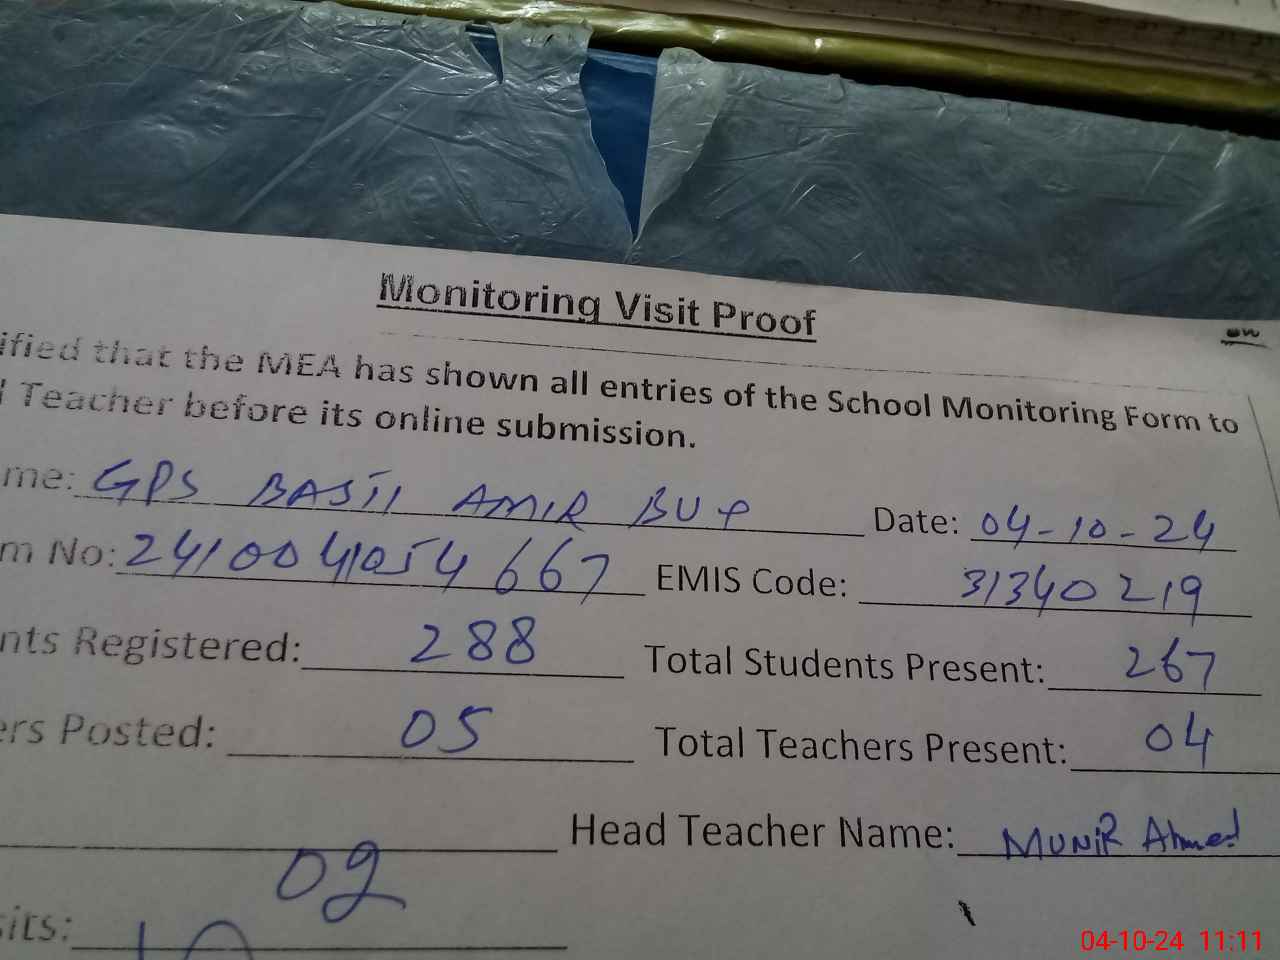 Monitoring Visit Proof
ified that the MEA has shown all entries of the School Monitoring Form to
Teacher before its online submission.
me: GPS BASTI AMIR BUX Date: 04-10-24
m No: 241004054667 EMIS Code: 31340219
nts Registered: 288 Total Students Present: 267
ers Posted: 05 Total Teachers Present: 04
Head Teacher Name: MUNIR Ahmed
09
sits:
04-10-24 11:11